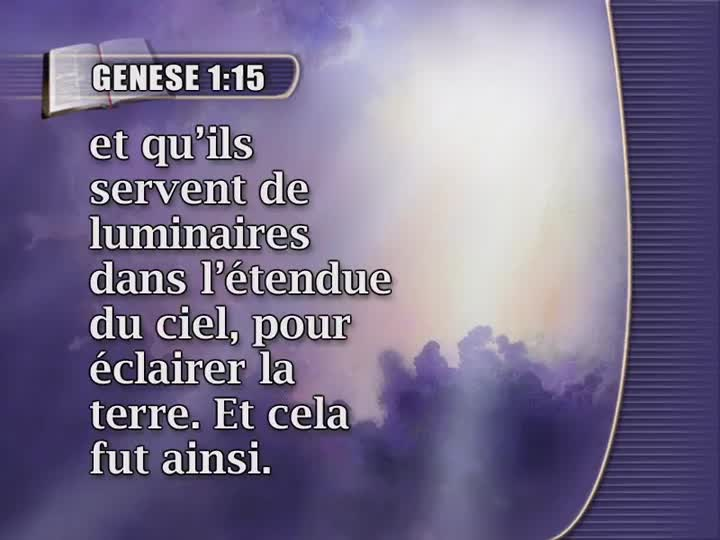 GENESE 1:15
et qu’ils
servent de
luminaires
dans l’étendue
du ciel, pour
éclairer la
terre. Et cela
fut ainsi.